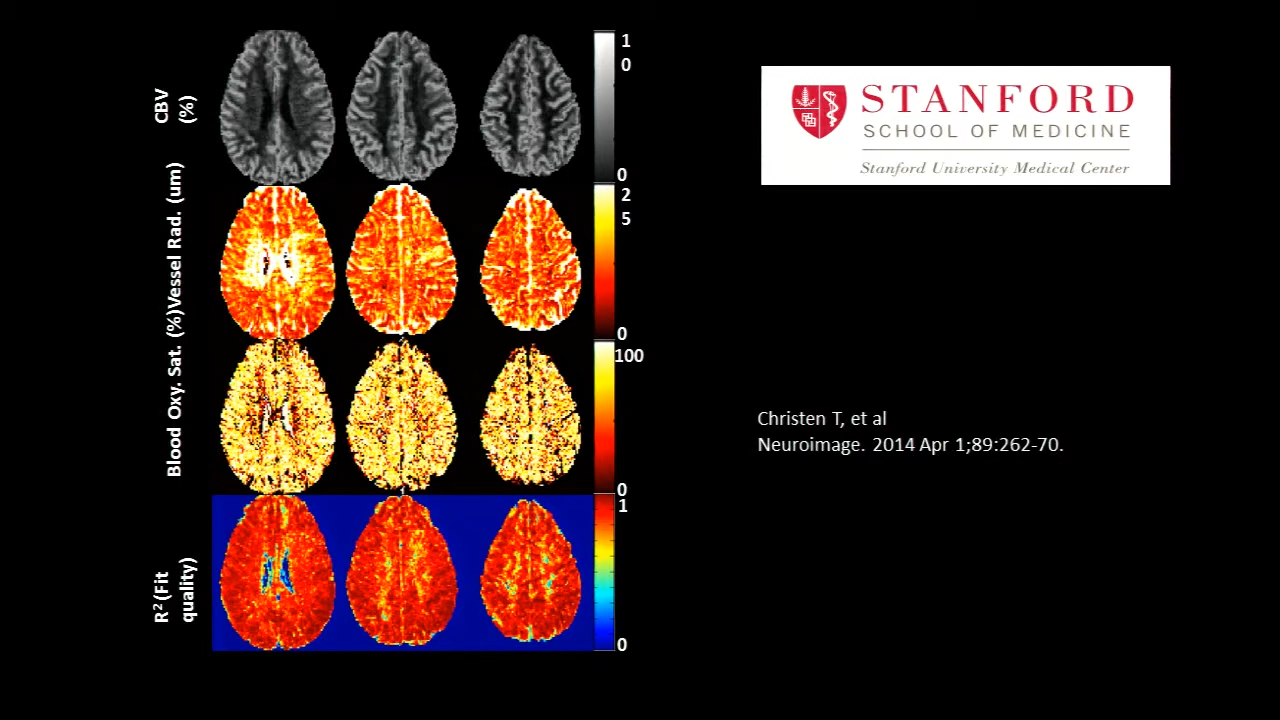 CBV
(%)
1
0
0
Vessel Rad. (um)
2
5
0
Blood Oxy. Sat. (%)
100
0
R² (Fit
quality)
1
0
STANFORD
SCHOOL OF MEDICINE
Stanford University Medical Center
Christen T, et al
Neuroimage. 2014 Apr 1;89:262-70.